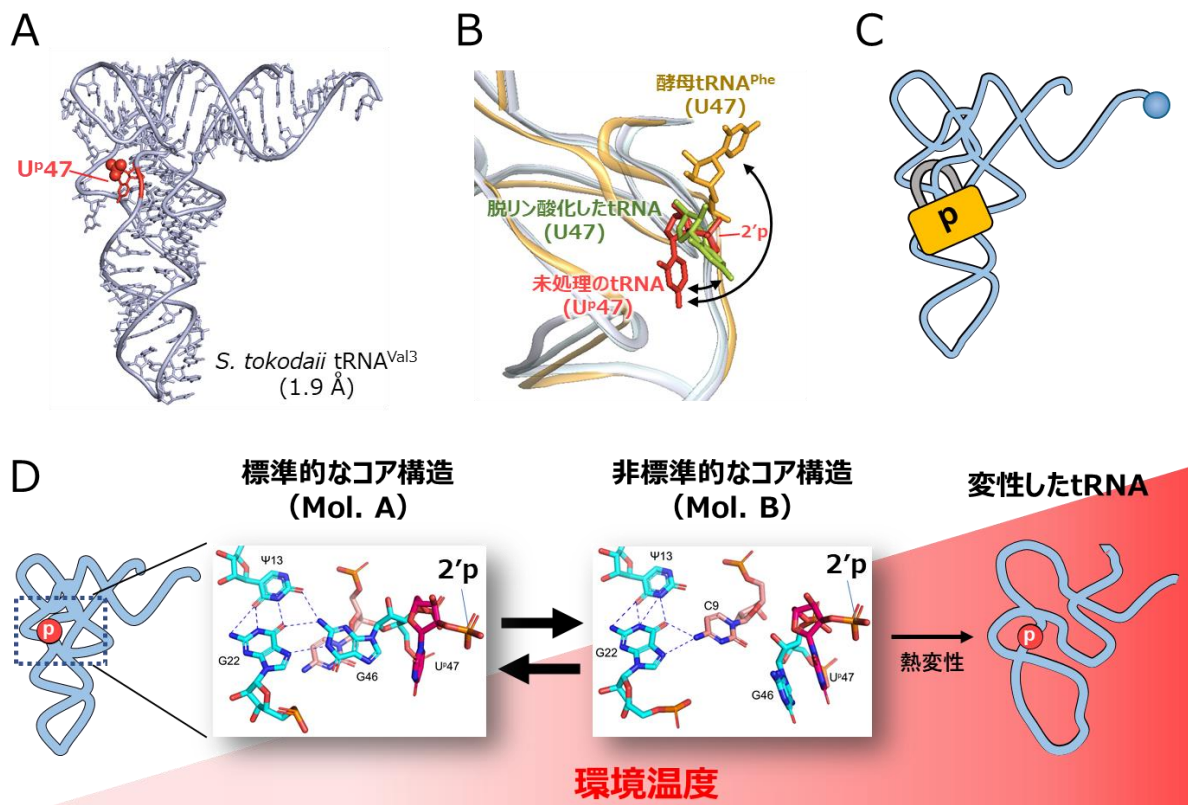 A
Uᵖ47
S. tokodaii tRNAⱽᵃˡ³
(1.9 Å)
B
酵母tRNAᴾʰᵉ
(U47)
脱リン酸化したtRNA
(U47)
2’p
未処理のtRNA
(Uᵖ47)
C
p
D
標準的なコア構造
(Mol. A)
非標準的なコア構造
(Mol. B)
変性したtRNA
p
Ψ13
2’p
G22
G46
Uᵖ47
Ψ13
2’p
C9
G22
G46
Uᵖ47
熱変性
p
環境温度